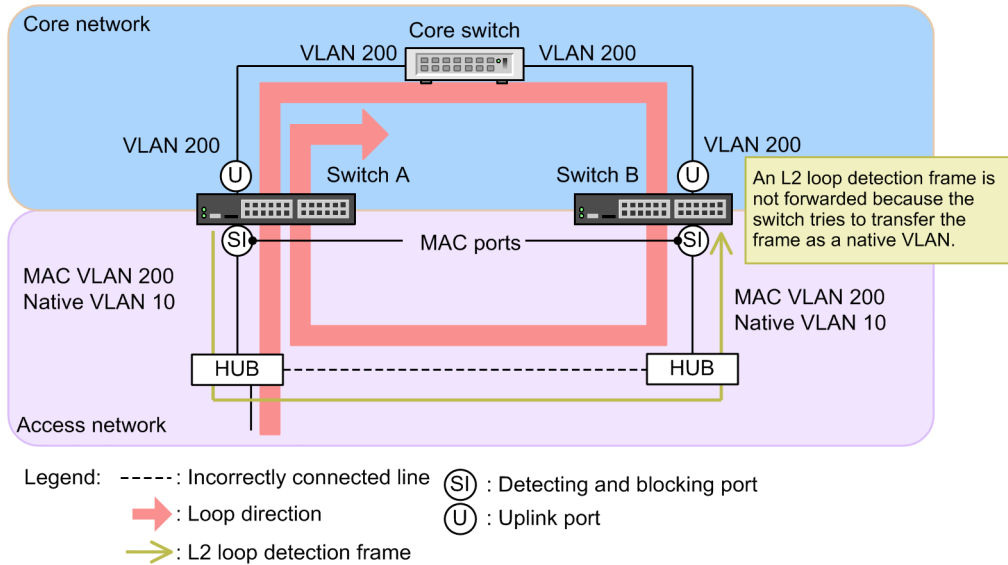 Core network
Core switch
VLAN 200
VLAN 200
VLAN 200
VLAN 200
U
U
Switch A
Switch B
An L2 loop detection frame is
not forwarded because the
switch tries to transfer the
frame as a native VLAN.
SI
MAC ports
SI
MAC VLAN 200
Native VLAN 10
MAC VLAN 200
Native VLAN 10
HUB
HUB
Access network
Legend:
: Incorrectly connected line
SI : Detecting and blocking port
: Loop direction
U : Uplink port
: L2 loop detection frame